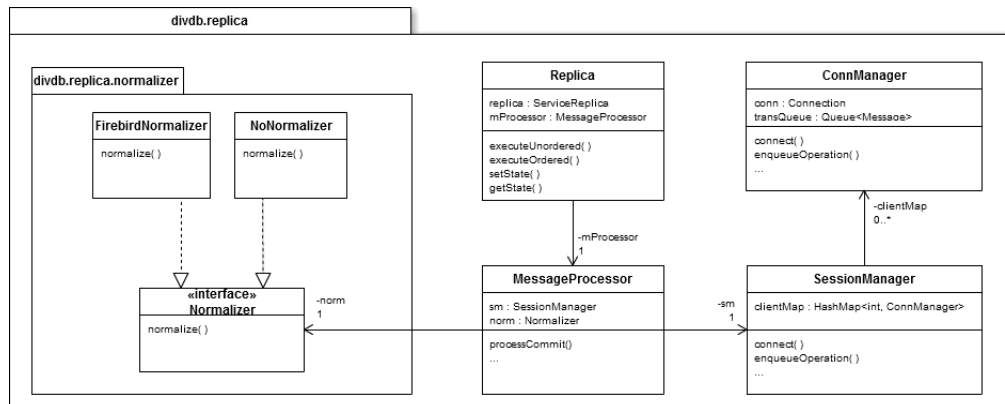 divdb.replica
divdb.replica.normalizer
FirebirdNormalizer
normalize( )
NoNormalizer
normalize( )
«interface»
Normalizer
normalize( )
-norm
1
Replica
replica : ServiceReplica
mProcessor : MessageProcessor
executeUnordered( )
executeOrdered( )
setState( )
getState( )
-mProcessor
1
MessageProcessor
sm : SessionManager
norm : Normalizer
processCommit()
...
-sm
1
ConnManager
conn : Connection
transQueue : Queue<Message>
connect( )
enqueueOperation( )
...
-clientMap
0..*
SessionManager
clientMap : HashMap<int, ConnManager>
connect( )
enqueueOperation( )
...